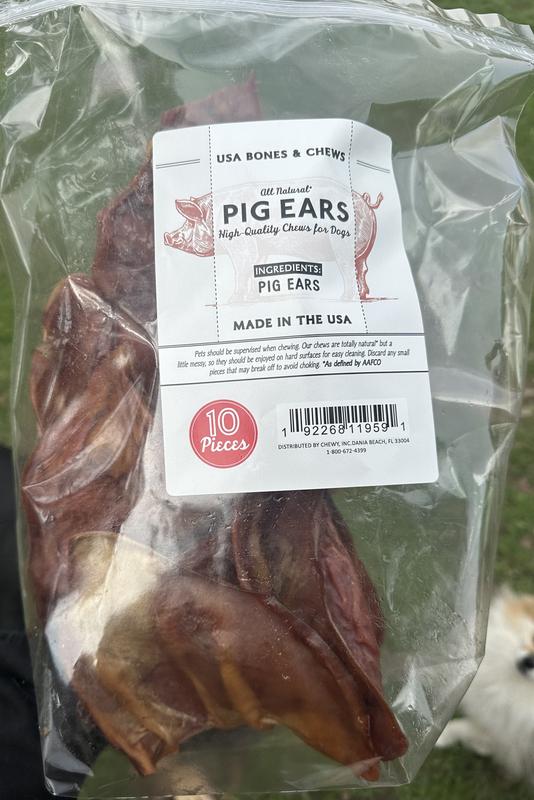 USA BONES & CHEWS
All Natural*
PIG EARS
High-Quality Chews for Dogs
INGREDIENTS:
PIG EARS
MADE IN THE USA
Pets should be supervised when chewing. Our chews are totally natural* but a
little messy, so they should be enjoyed on hard surfaces for easy cleaning. Discard any small
pieces that may break off to avoid choking. *As defined by AAFCO
10
Pieces
1 92268 11959 1
DISTRIBUTED BY CHEWY, INC.DANIA BEACH, FL 33004
1-800-672-4399